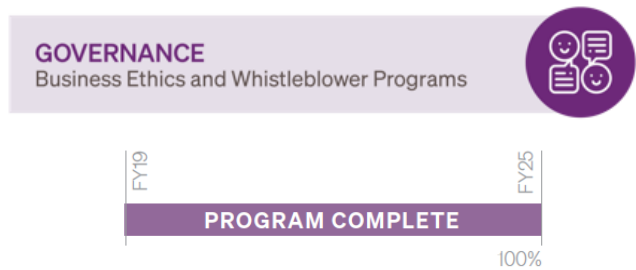 GOVERNANCE
Business Ethics and Whistleblower Programs
FY19
FY25
PROGRAM COMPLETE
100%